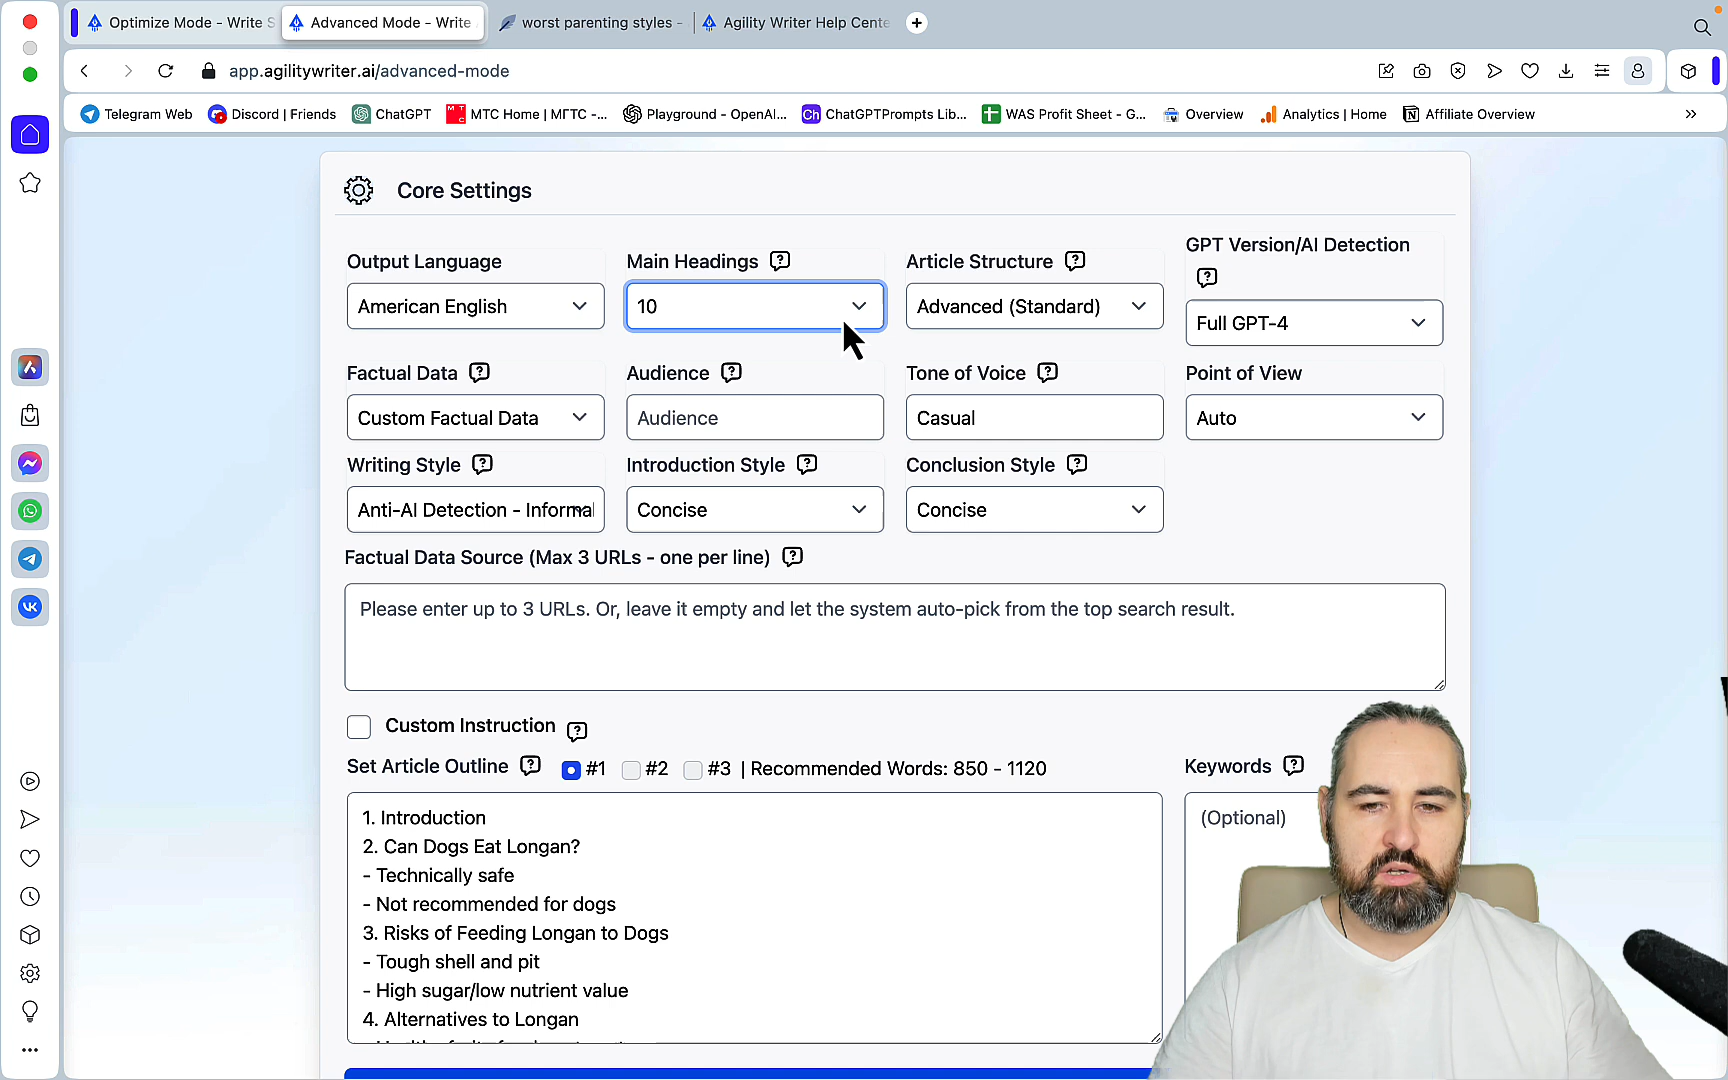 Optimize Mode - Write S
Advanced Mode - Write
worst parenting styles -
Agility Writer Help Cente
app.agilitywriter.ai/advanced-mode
Telegram Web
Discord | Friends
ChatGPT
МТС Home | МГТС -...
Playground - OpenAI...
Ch ChatGPTPrompts Lib...
WAS Profit Sheet - G...
Overview
Analytics | Home
Affiliate Overview
Core Settings
Output Language
American English
Main Headings
10
Article Structure
Advanced (Standard)
GPT Version/AI Detection
Full GPT-4
Factual Data
Custom Factual Data
Audience
Audience
Tone of Voice
Casual
Point of View
Auto
Writing Style
Anti-AI Detection - Informal
Introduction Style
Concise
Conclusion Style
Concise
Factual Data Source (Max 3 URLs - one per line)
Please enter up to 3 URLs. Or, leave it empty and let the system auto-pick from the top search result.
Custom Instruction
Set Article Outline #1 #2 #3 | Recommended Words: 850 - 1120
Keywords
(Optional)
1. Introduction
2. Can Dogs Eat Longan?
- Technically safe
- Not recommended for dogs
3. Risks of Feeding Longan to Dogs
- Tough shell and pit
- High sugar/low nutrient value
4. Alternatives to Longan